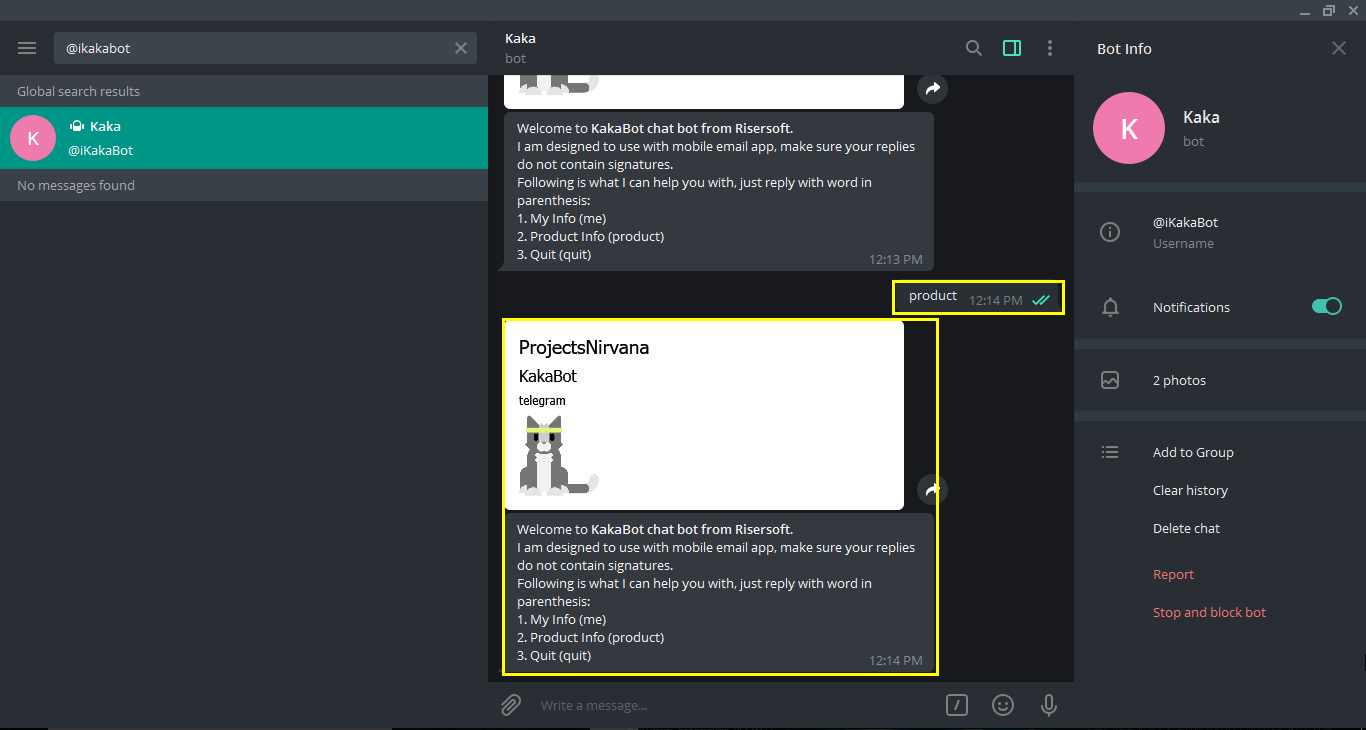 @ikakabot
Global search results
K
Kaka
@iKakaBot
No messages found
Kaka
bot
Welcome to KakaBot chat bot from Risersoft.
I am designed to use with mobile email app, make sure your replies
do not contain signatures.
Following is what I can help you with, just reply with word in
parenthesis:
1. My Info (me)
2. Product Info (product)
3. Quit (quit)
12:13 PM
product 12:14 PM
ProjectsNirvana
KakaBot
telegram
Welcome to KakaBot chat bot from Risersoft.
I am designed to use with mobile email app, make sure your replies
do not contain signatures.
Following is what I can help you with, just reply with word in
parenthesis:
1. My Info (me)
2. Product Info (product)
3. Quit (quit)
12:14 PM
Write a message...
Bot Info
K
Kaka
bot
@iKakaBot
Username
Notifications
2 photos
Add to Group
Clear history
Delete chat
Report
Stop and block bot